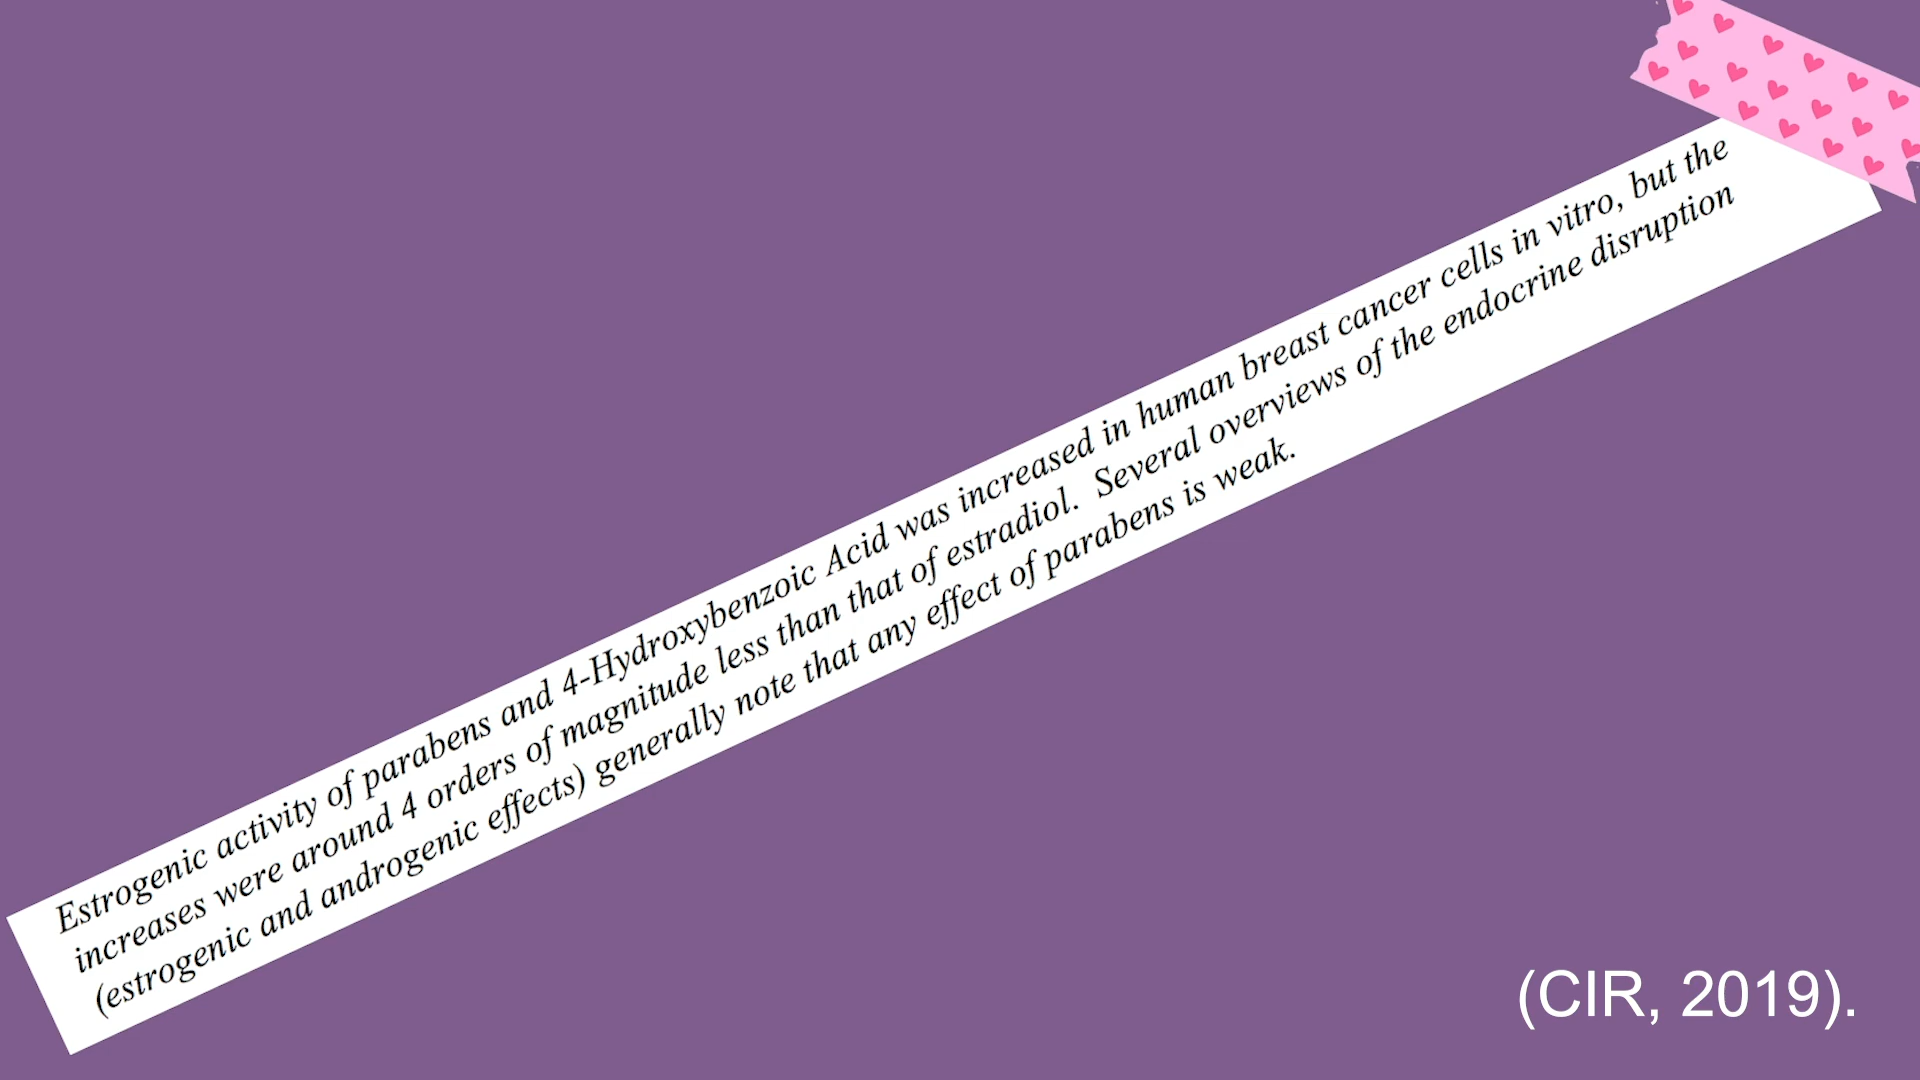 Estrogenic activity of parabens and 4-Hydroxybenzoic Acid was increased in human breast cancer cells in vitro, but the
increases were around 4 orders of magnitude less than that of estradiol.  Several overviews of the endocrine disruption
(estrogenic and androgenic effects) generally note that any effect of parabens is weak.
(CIR, 2019).